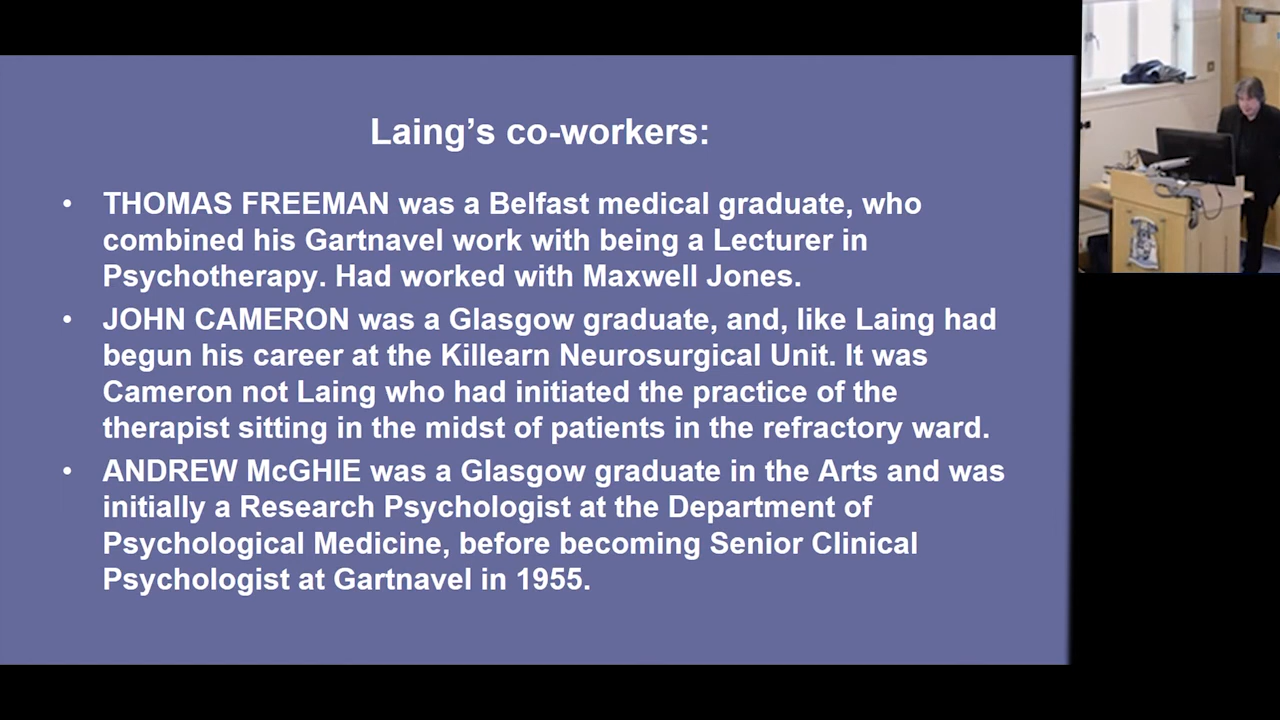 Laing’s co-workers:
• THOMAS FREEMAN was a Belfast medical graduate, who
combined his Gartnavel work with being a Lecturer in
Psychotherapy. Had worked with Maxwell Jones.
• JOHN CAMERON was a Glasgow graduate, and, like Laing had
begun his career at the Killearn Neurosurgical Unit. It was
Cameron not Laing who had initiated the practice of the
therapist sitting in the midst of patients in the refractory ward.
• ANDREW McGHIE was a Glasgow graduate in the Arts and was
initially a Research Psychologist at the Department of
Psychological Medicine, before becoming Senior Clinical
Psychologist at Gartnavel in 1955.